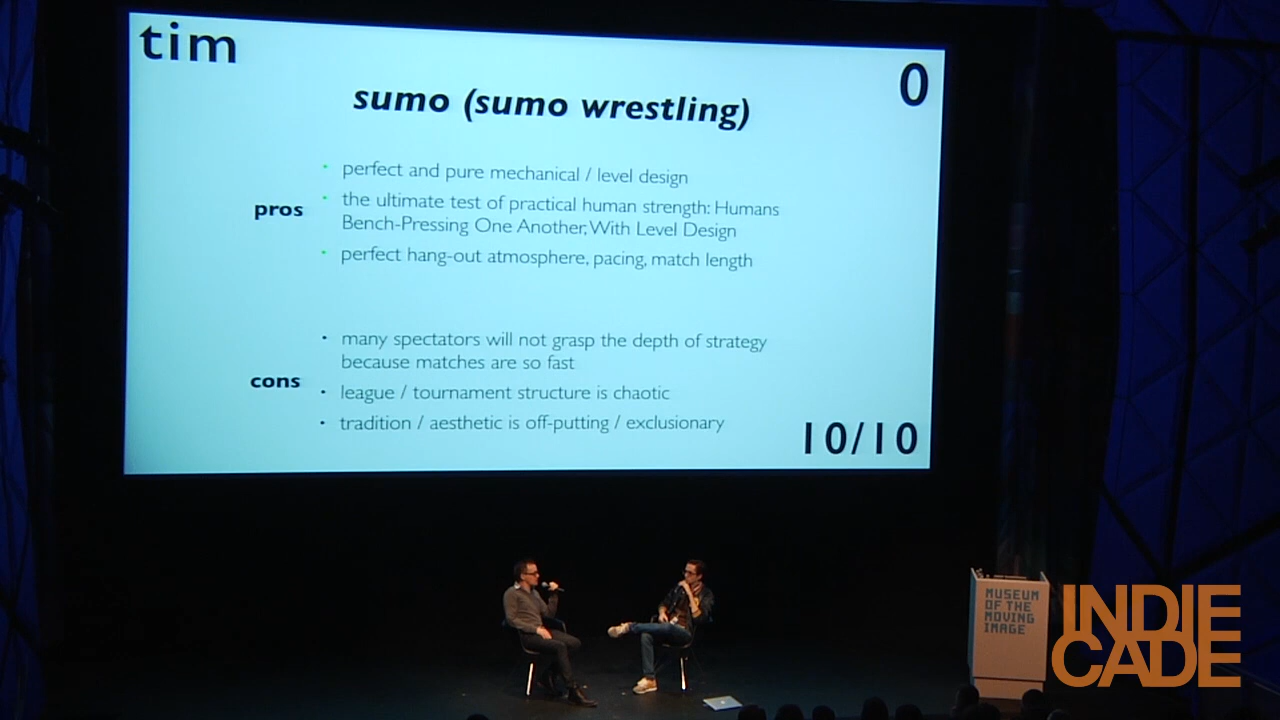 tim
0
sumo (sumo wrestling)
pros
perfect and pure mechanical / level design
the ultimate test of practical human strength: Humans
Bench-Pressing One Another, With Level Design
perfect hang-out atmosphere, pacing, match length
cons
many spectators will not grasp the depth of strategy
because matches are so fast
league / tournament structure is chaotic
tradition / aesthetic is off-putting / exclusionary
10/10
MUSEUM
OF THE
MOVING
IMAGE
INDIE
CADE